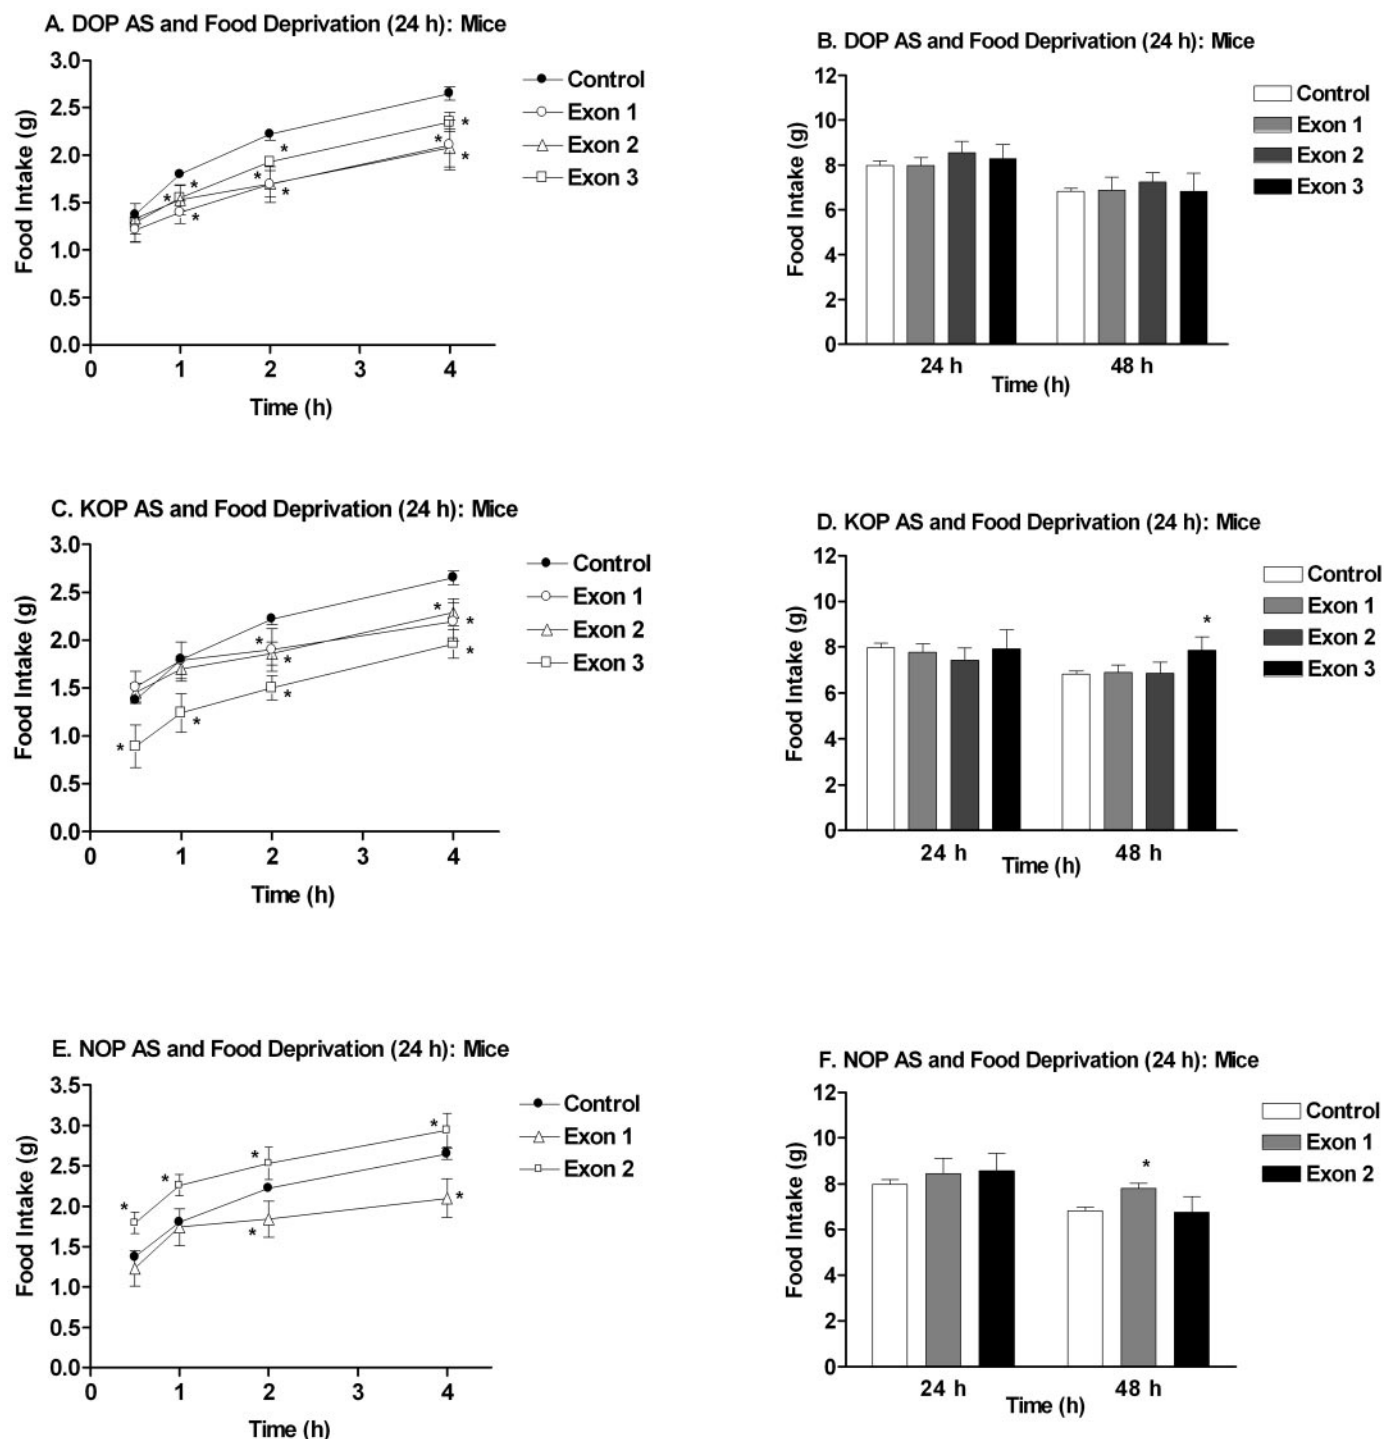 A. DOP AS and Food Deprivation (24 h): Mice
3.0
2.5
2.0
1.5
1.0
0.5
0.0
Food Intake (g)
0 1 2 3 4
Time (h)
Control
Exon 1
Exon 2
Exon 3
* * * * * * * * *
B. DOP AS and Food Deprivation (24 h): Mice
12
10
8
6
4
2
0
Food Intake (g)
24 h 48 h
Time (h)
Control
Exon 1
Exon 2
Exon 3
C. KOP AS and Food Deprivation (24 h): Mice
3.0
2.5
2.0
1.5
1.0
0.5
0.0
Food Intake (g)
0 1 2 3 4
Time (h)
Control
Exon 1
Exon 2
Exon 3
* * * * * * * *
D. KOP AS and Food Deprivation (24 h): Mice
12
10
8
6
4
2
0
Food Intake (g)
24 h 48 h
Time (h)
Control
Exon 1
Exon 2
Exon 3
*
E. NOP AS and Food Deprivation (24 h): Mice
3.5
3.0
2.5
2.0
1.5
1.0
0.5
0.0
Food Intake (g)
0 1 2 3 4
Time (h)
Control
Exon 1
Exon 2
* * * * * *
F. NOP AS and Food Deprivation (24 h): Mice
12
10
8
6
4
2
0
Food Intake (g)
24 h 48 h
Time (h)
Control
Exon 1
Exon 2
*